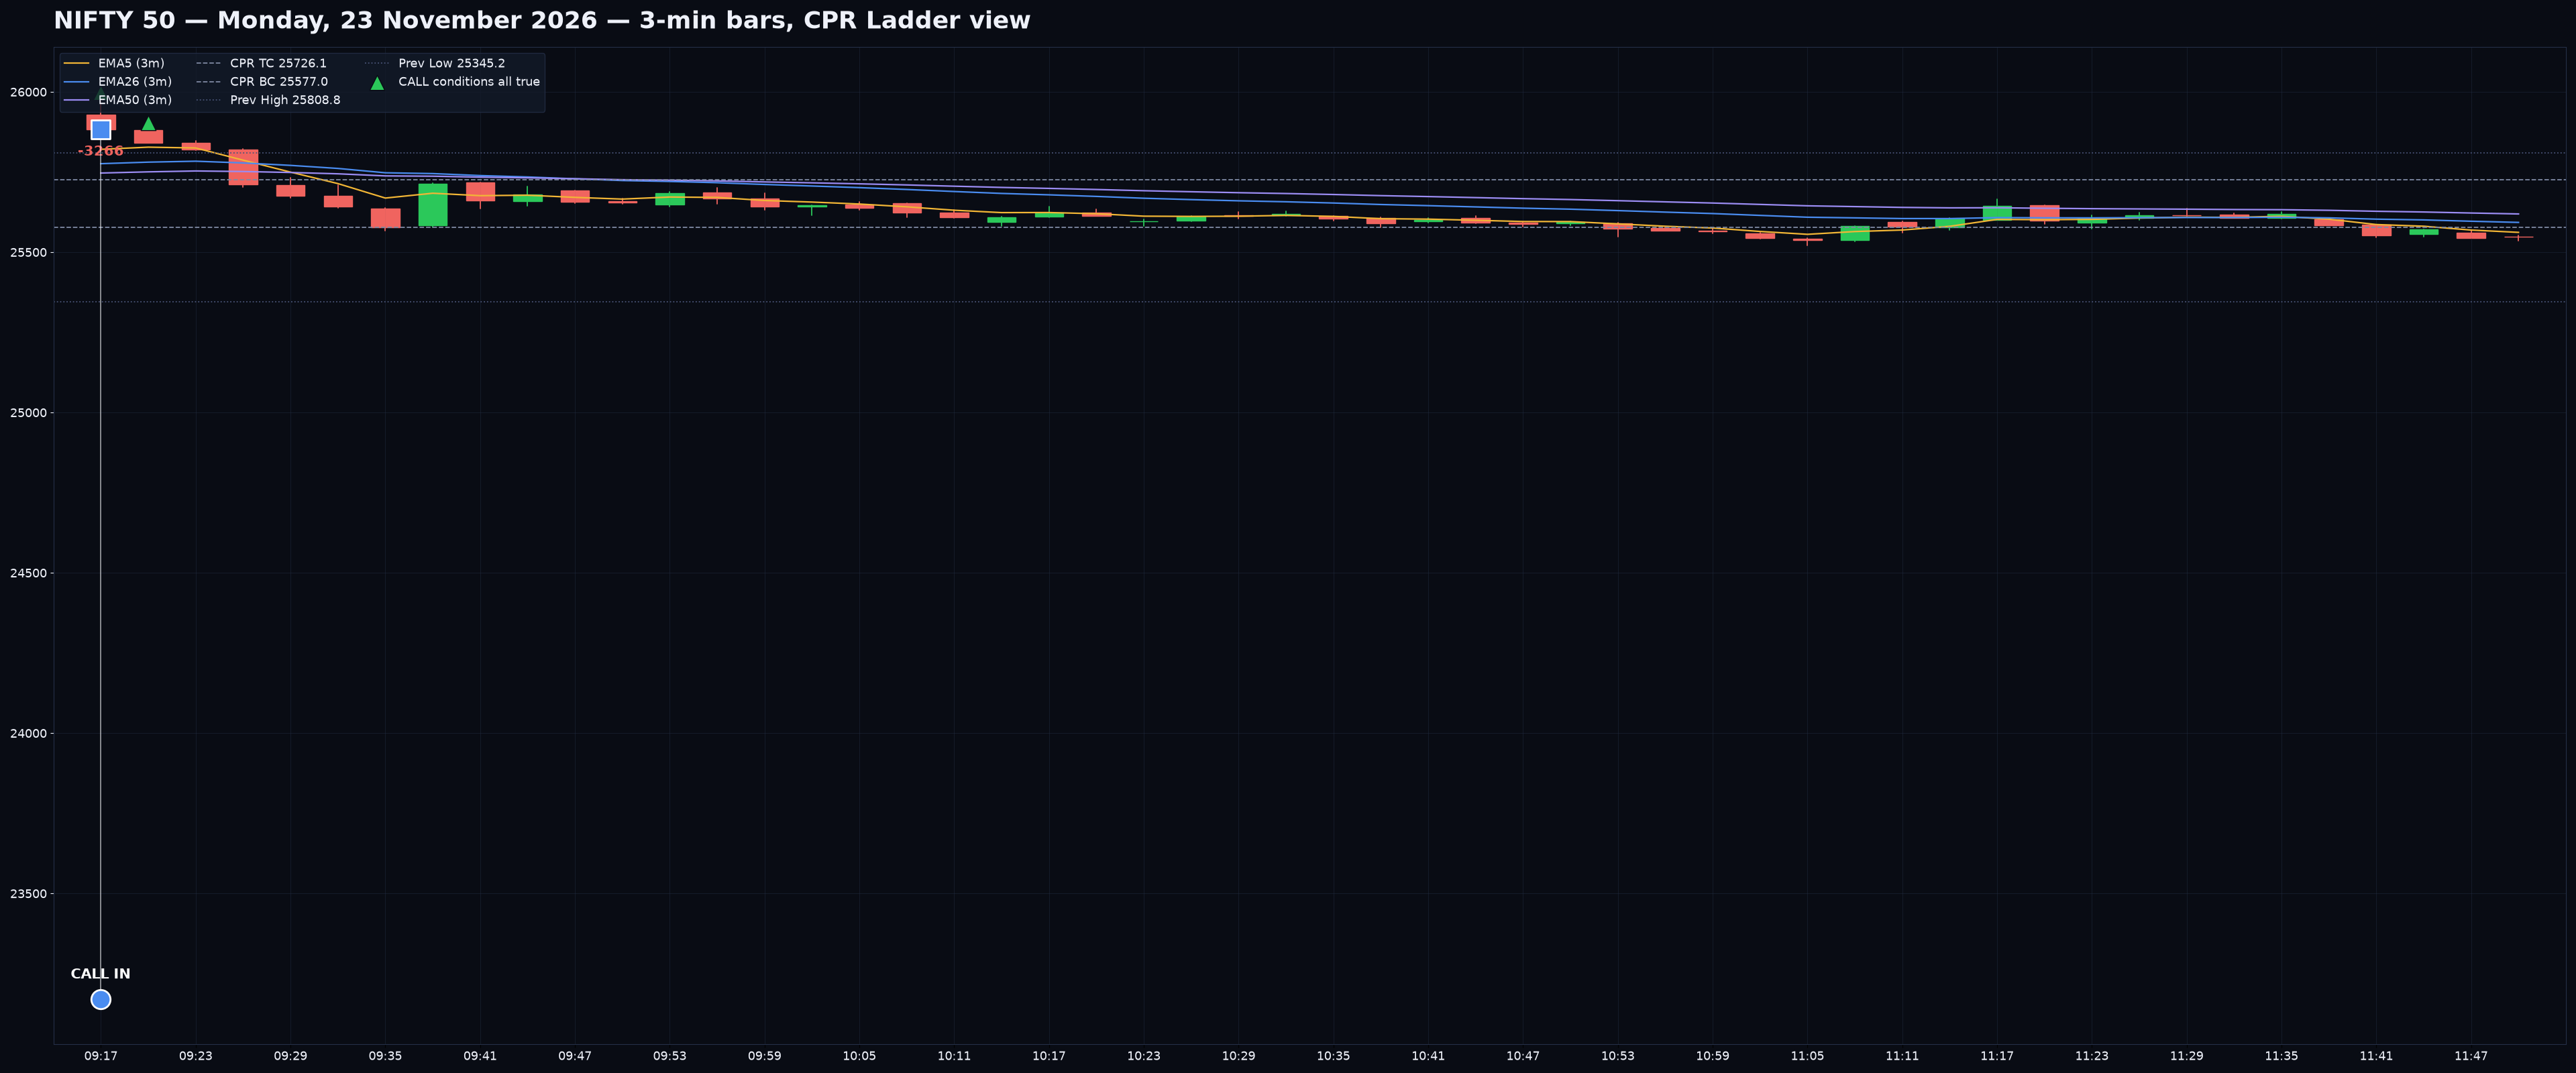 NIFTY 50 — Monday, 23 November 2026 — 3-min bars, CPR Ladder view
EMA5 (3m)
EMA26 (3m)
EMA50 (3m)
CPR TC 25726.1
CPR BC 25577.0
Prev High 25808.8
Prev Low 25345.2
CALL conditions all true
26000
25500
25000
24500
24000
23500
-3266
CALL IN
09:17 09:23 09:29 09:35 09:41 09:47 09:53 09:59 10:05 10:11 10:17 10:23 10:29 10:35 10:41 10:47 10:53 10:59 11:05 11:11 11:17 11:23 11:29 11:35 11:41 11:47